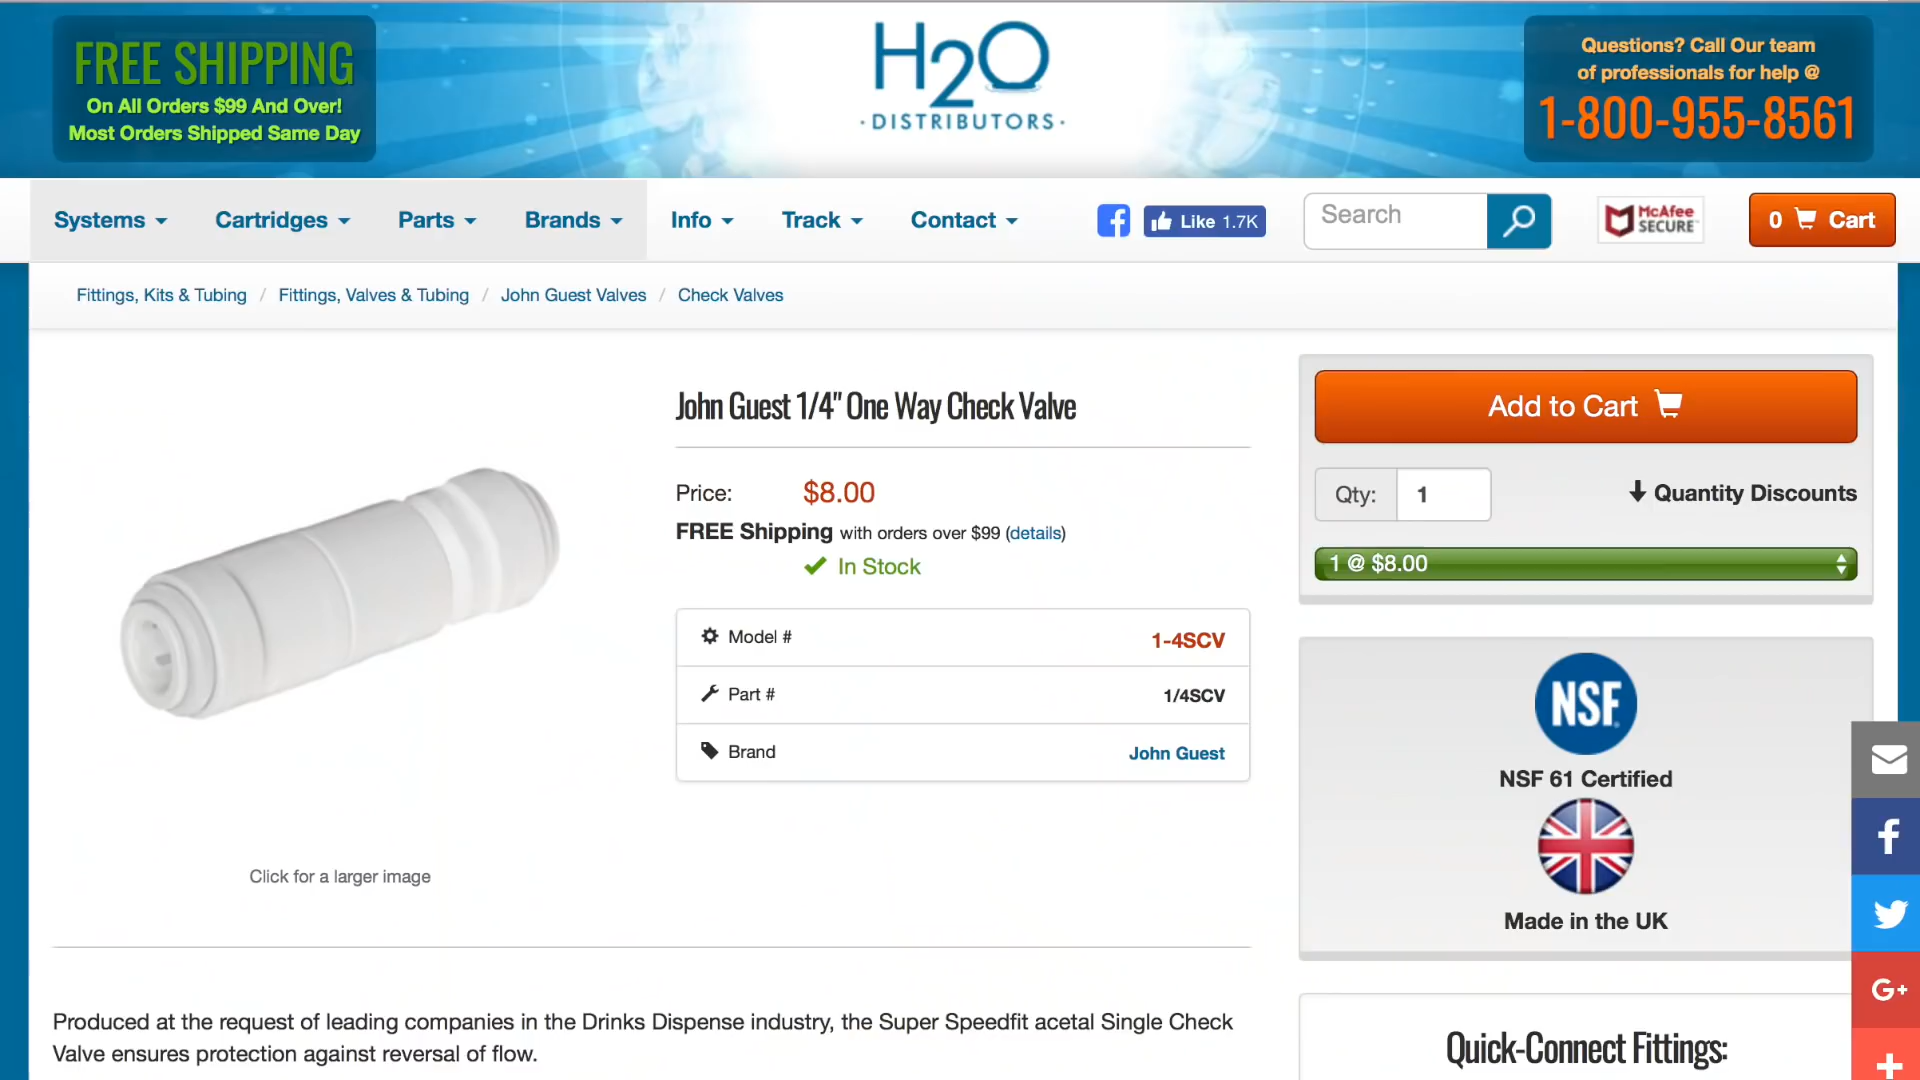 FREE SHIPPING
On All Orders $99 And Over!
Most Orders Shipped Same Day
H2O
·DISTRIBUTORS·
Questions? Call Our team
of professionals for help @
1-800-955-8561
Systems
Cartridges
Parts
Brands
Info
Track
Contact
Like 1.7K
Search
McAfee
SECURE
0 Cart
Fittings, Kits & Tubing / Fittings, Valves & Tubing / John Guest Valves / Check Valves
John Guest 1/4" One Way Check Valve
Price: $8.00
FREE Shipping with orders over $99 (details)
In Stock
Model # 1-4SCV
Part # 1/4SCV
Brand John Guest
Click for a larger image
Add to Cart
Qty: 1
Quantity Discounts
1 @ $8.00
NSF
NSF 61 Certified
Made in the UK
G+
Produced at the request of leading companies in the Drinks Dispense industry, the Super Speedfit acetal Single Check
Valve ensures protection against reversal of flow.
Quick-Connect Fittings: